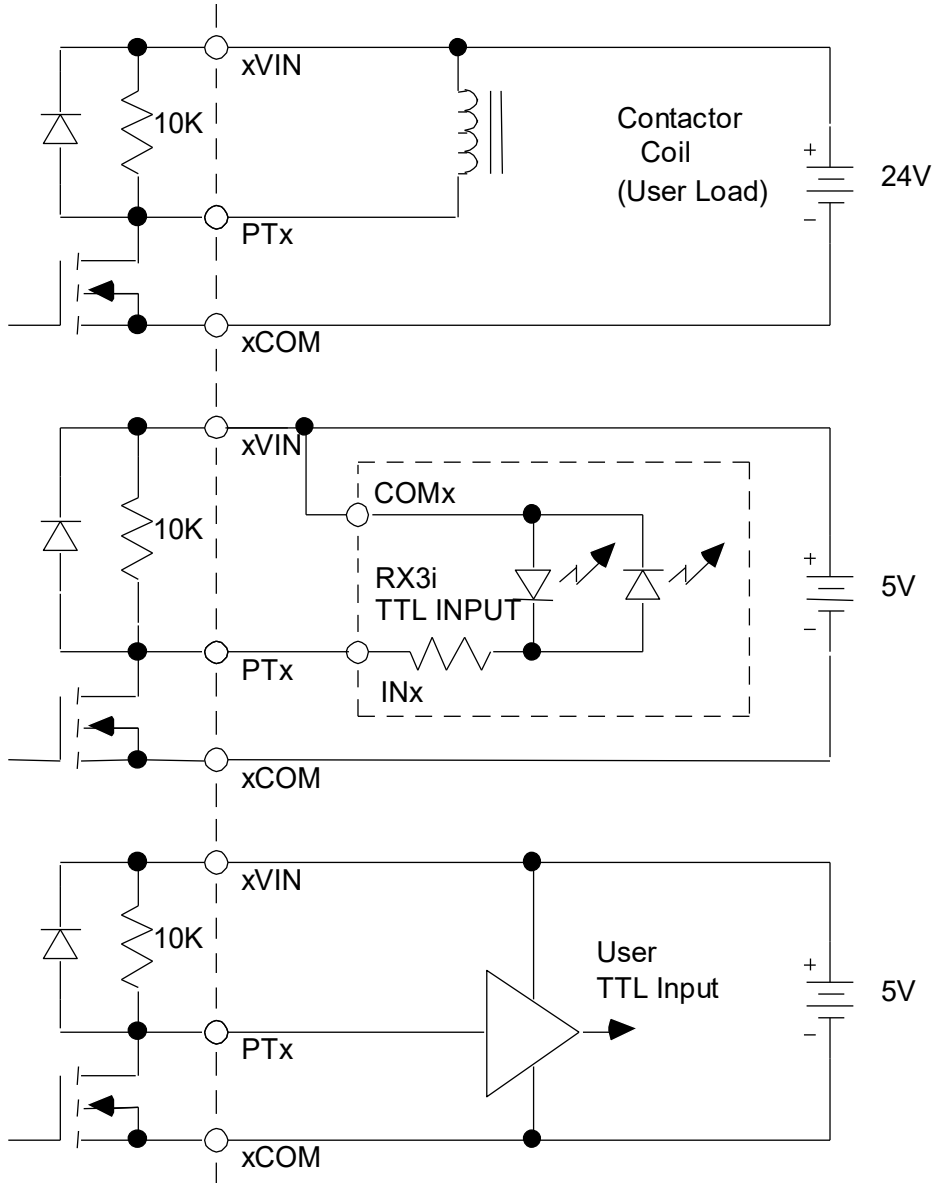 xVIN
10K
Contactor
Coil
(User Load)
+
24V
−
PTx
xCOM
xVIN
COMx
10K
RX3i
TTL INPUT
+
5V
−
PTx
INx
xCOM
xVIN
10K
User
TTL Input
+
5V
−
PTx
xCOM